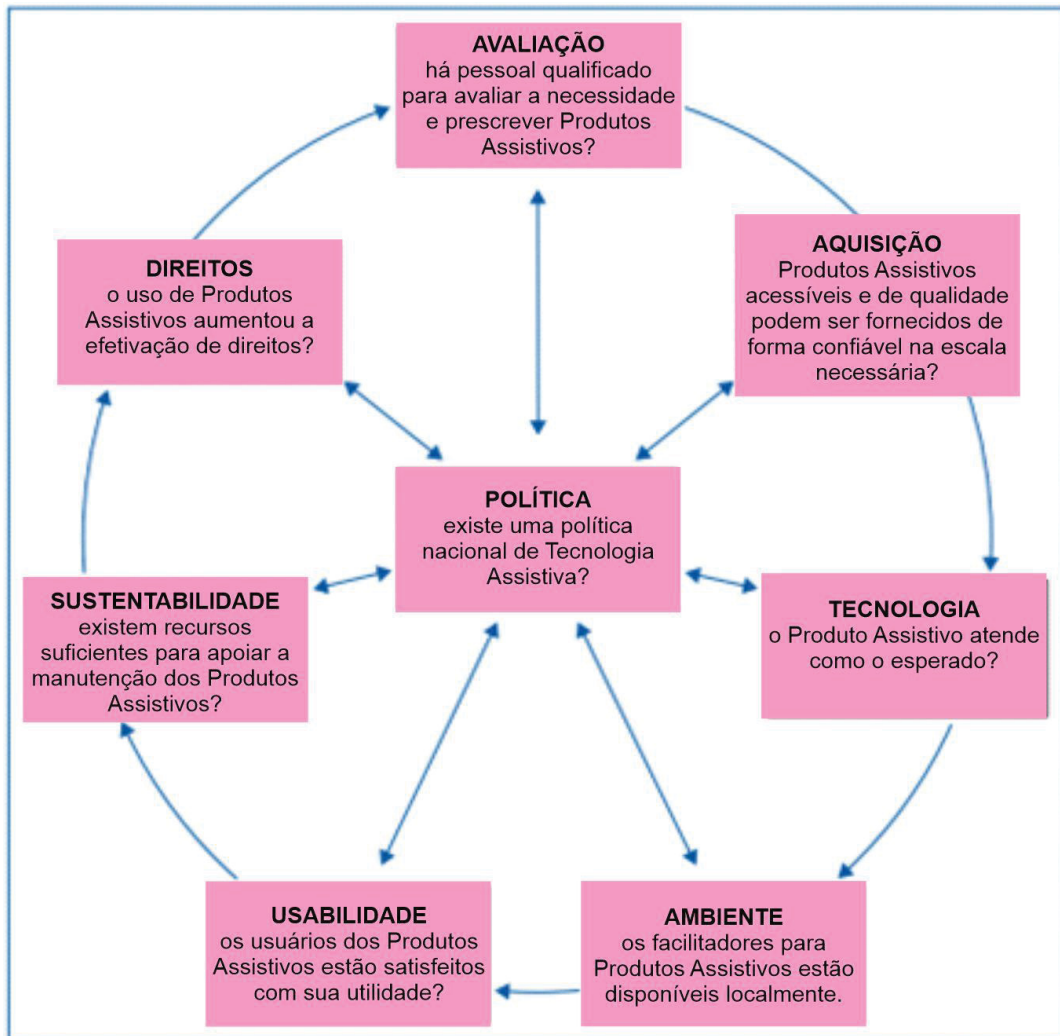 AVALIAÇÃO
há pessoal qualificado
para avaliar a necessidade
e prescrever Produtos
Assistivos?
AQUISIÇÃO
Produtos Assistivos
acessíveis e de qualidade
podem ser fornecidos de
forma confiável na escala
necessária?
TECNOLOGIA
o Produto Assistivo atende
como o esperado?
AMBIENTE
os facilitadores para
Produtos Assistivos estão
disponíveis localmente.
USABILIDADE
os usuários dos Produtos
Assistivos estão satisfeitos
com sua utilidade?
SUSTENTABILIDADE
existem recursos
suficientes para apoiar a
manutenção dos Produtos
Assistivos?
DIREITOS
o uso de Produtos
Assistivos aumentou a
efetivação de direitos?
POLÍTICA
existe uma política
nacional de Tecnologia
Assistiva?